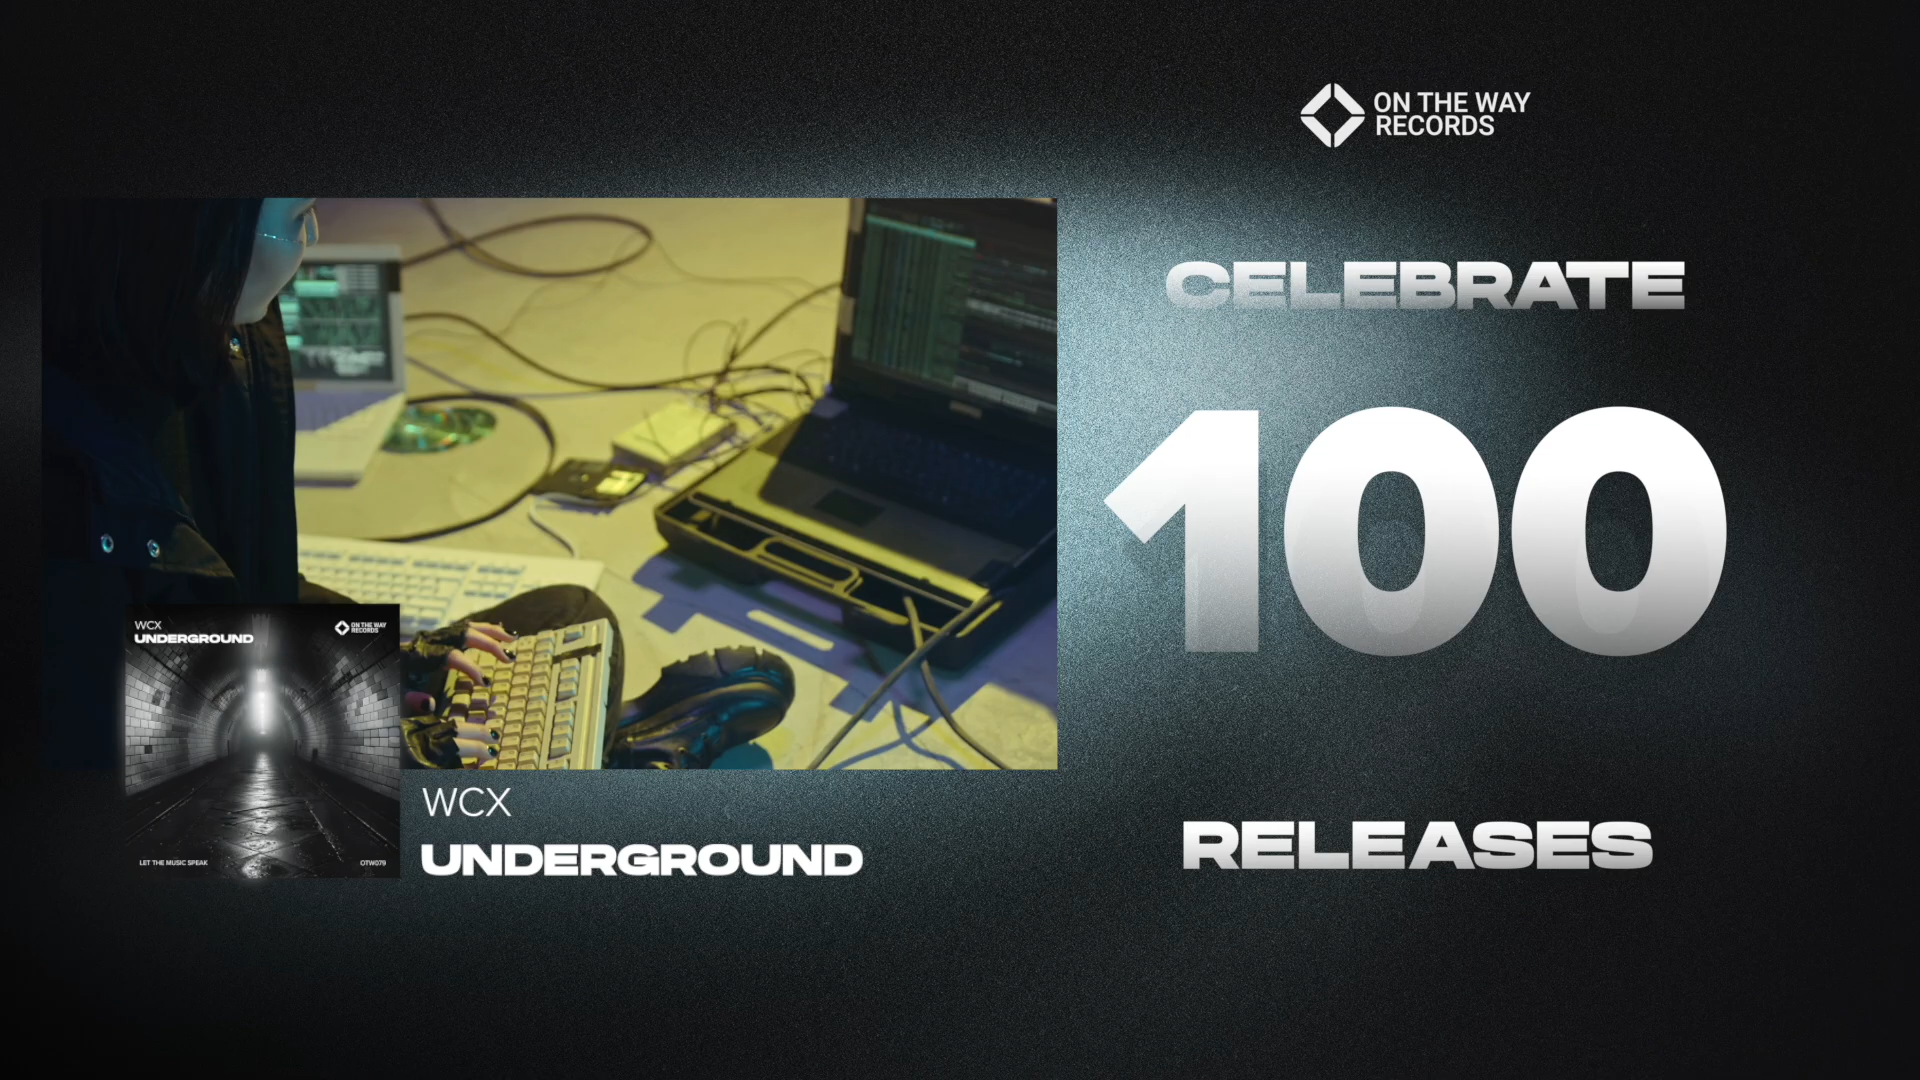 ON THE WAY
RECORDS
CELEBRATE
100
RELEASES
WCX
UNDERGROUND
ON THE WAY
RECORDS
LET THE MUSIC SPEAK
OTW079
WCX
UNDERGROUND